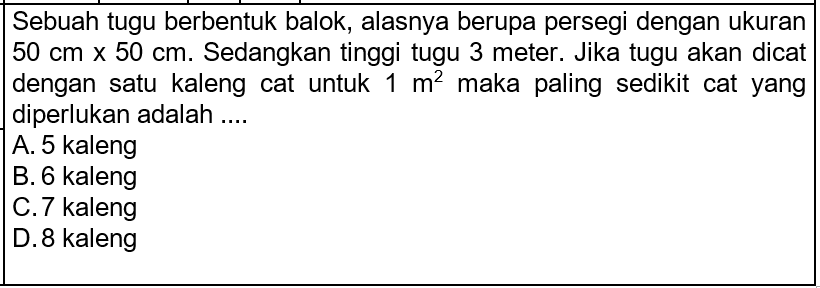 Sebuah tugu berbentuk balok, alasnya berupa persegi dengan ukuran
50 cm x 50 cm. Sedangkan tinggi tugu 3 meter. Jika tugu akan dicat
dengan satu kaleng cat untuk 1 m² maka paling sedikit cat yang
diperlukan adalah ....
A. 5 kaleng
B. 6 kaleng
C. 7 kaleng
D. 8 kaleng